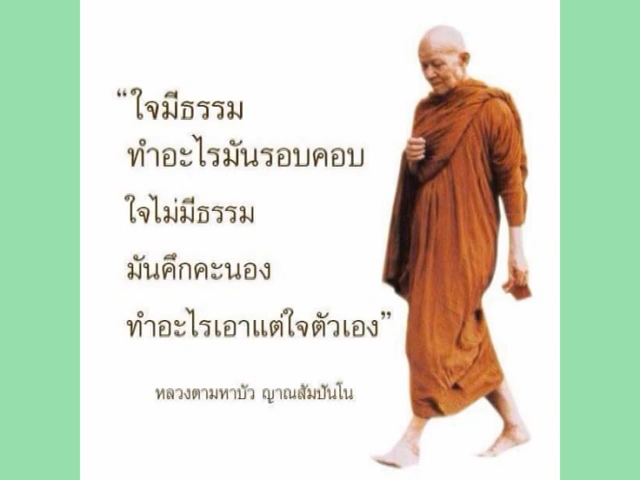 “ใจมีธรรม
ทำอะไรมันรอบคอบ
ใจไม่มีธรรม
มันคึกคะนอง
ทำอะไรเอาแต่ใจตัวเอง”
หลวงตามหาบัว ญาณสัมปันโน